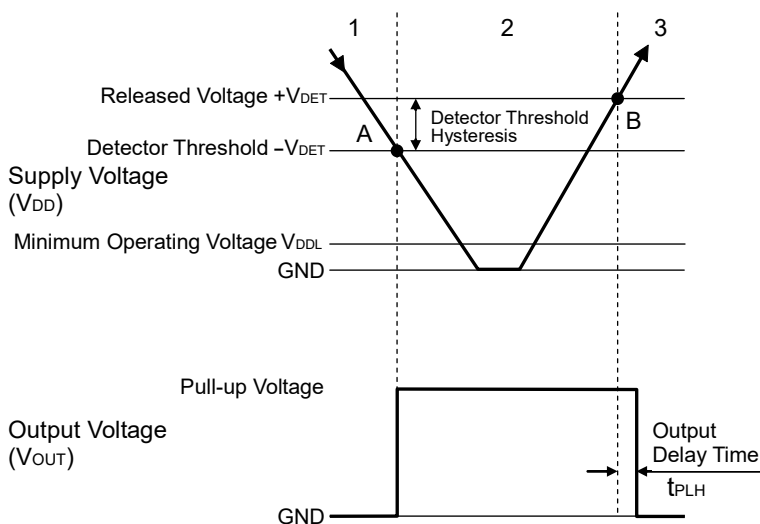 1 2 3
Released Voltage +VDET
Detector Threshold
Hysteresis
A
B
Detector Threshold –VDET
Supply Voltage
(VDD)
Minimum Operating Voltage VDDL
GND
Pull-up Voltage
Output Voltage
(VOUT)
Output
Delay Time
tPLH
GND